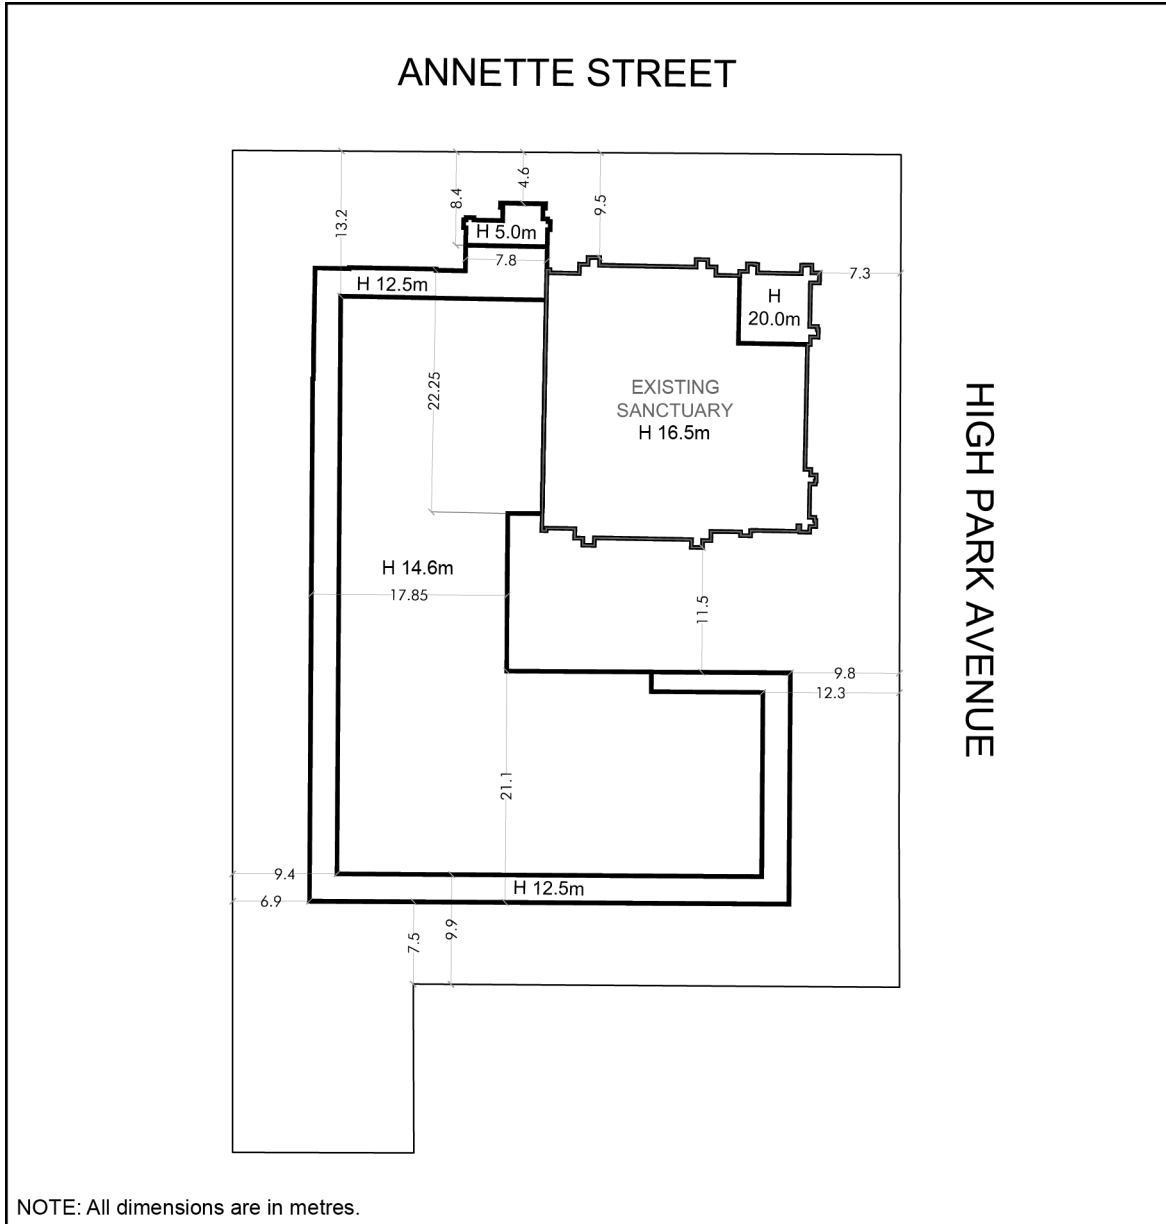 ANNETTE STREET
4.6
8.4
9.5
13.2
H 5.0m
7.8
7.3
H 12.5m
H
20.0m
22.25
EXISTING
SANCTUARY
H 16.5m
HIGH PARK AVENUE
H 14.6m
17.85
11.5
9.8
12.3
21.1
9.4
H 12.5m
6.9
7.5
9.9
NOTE: All dimensions are in metres.